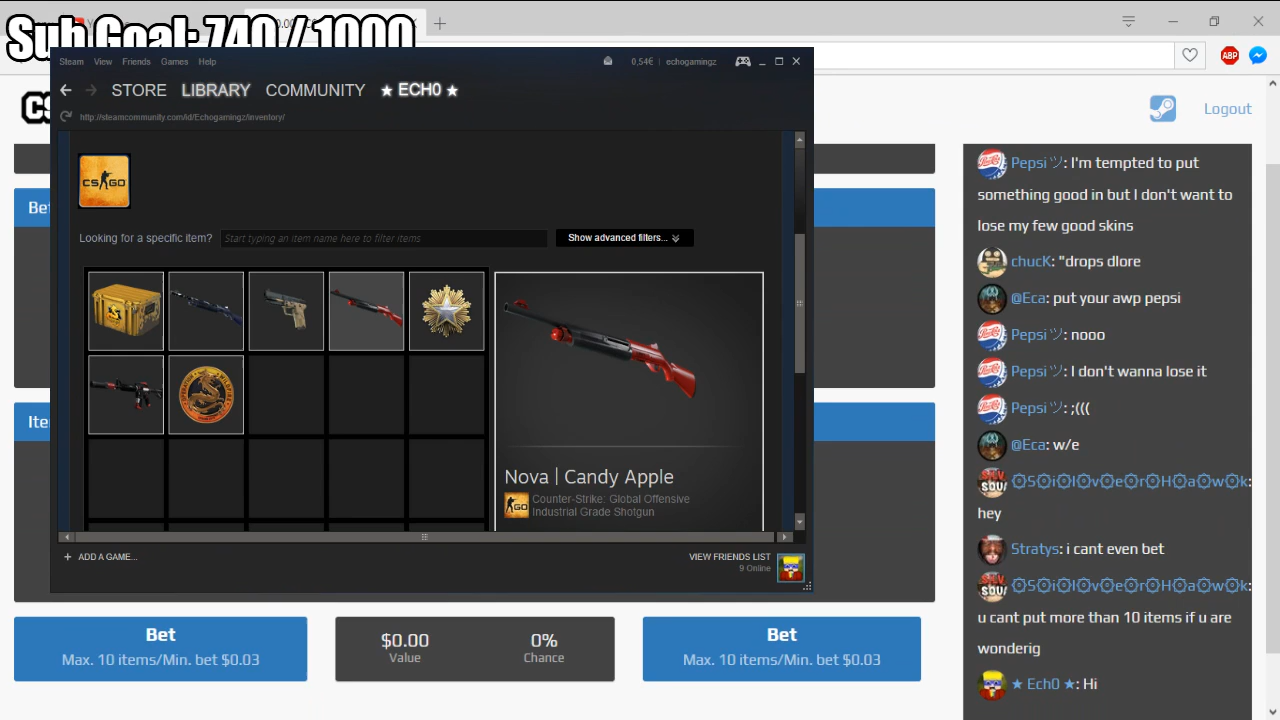 Sub Goal: 740 / 1000
Steam View Friends Games Help
0,54€ echogamingz
STORE LIBRARY COMMUNITY ★ ECH0 ★
http://steamcommunity.com/id/Echogamingz/inventory/
CS GO
Looking for a specific item? Start typing an item name here to filter items Show advanced filters...
Nova | Candy Apple
GO
Counter-Strike: Global Offensive
Industrial Grade Shotgun
+ ADD A GAME...
VIEW FRIENDS LIST
9 Online
ABP
Logout
Bet
Ite
Bet
Max. 10 items/Min. bet $0.03
$0.00
Value
0%
Chance
Bet
Max. 10 items/Min. bet $0.03
Pepsi ツ: I'm tempted to put
something good in but I don't want to
lose my few good skins
chucK: "drops dlore
@Eca: put your awp pepsi
Pepsi ツ: nooo
Pepsi ツ: I don't wanna lose it
Pepsi ツ: ;(((
@Eca: w/e
۞S۞i۞l۞v۞e۞r۞H۞a۞w۞k:
hey
Stratys: i cant even bet
۞S۞i۞l۞v۞e۞r۞H۞a۞w۞k:
u cant put more than 10 items if u are
wonderig
★ Ech0 ★: Hi